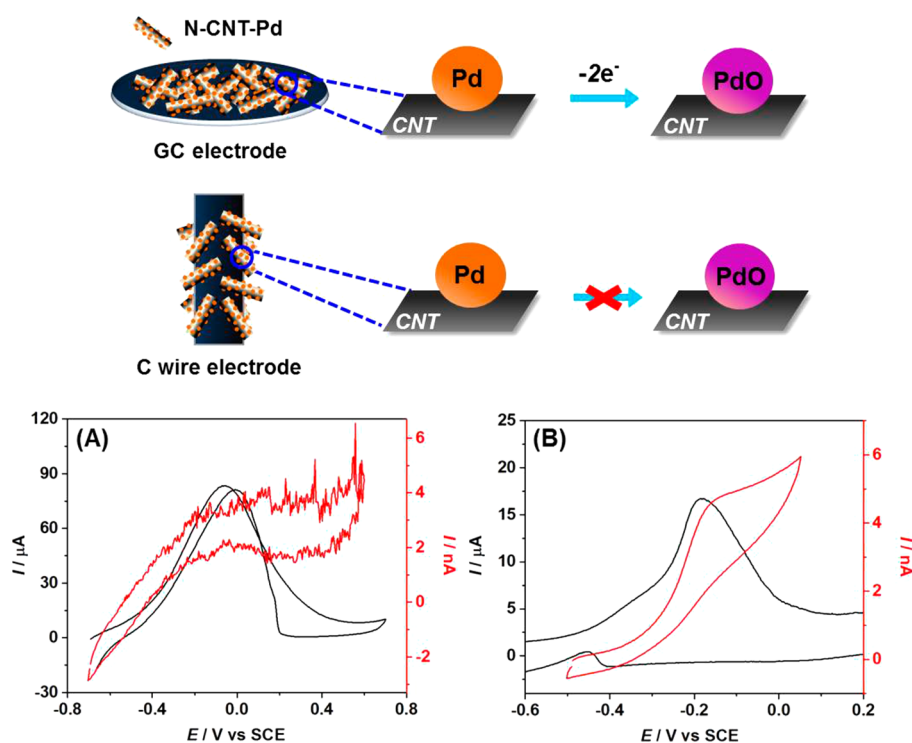 N-CNT-Pd
Pd
-2e⁻
PdO
CNT
CNT
GC electrode
Pd
PdO
CNT
CNT
C wire electrode
(A)
120
90
60
30
0
-30
I / μA
6
4
2
0
-2
I / nA
-0.8 -0.4 0.0 0.4 0.8
E / V vs SCE
(B)
25
20
15
10
5
0
I / μA
6
4
2
0
I / nA
-0.6 -0.4 -0.2 0.0 0.2
E / V vs SCE